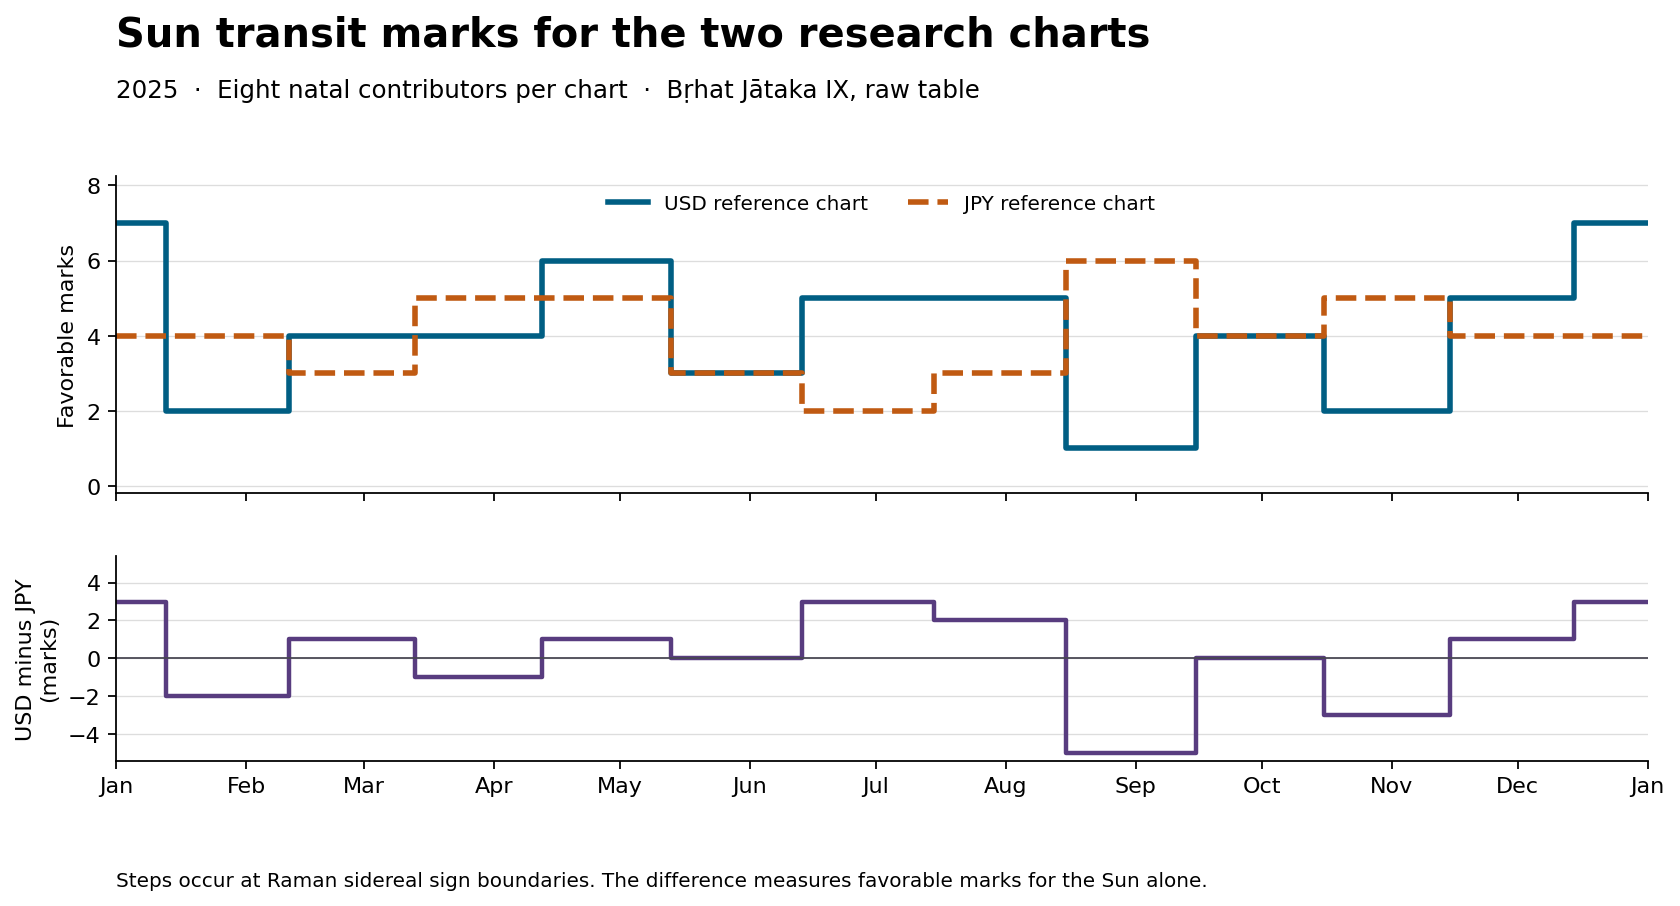 Sun transit marks for the two research charts
2025 · Eight natal contributors per chart · Bṛhat Jātaka IX, raw table
8
6
4
2
0
Favorable marks
USD reference chart
JPY reference chart
4
2
0
−2
−4
USD minus JPY
(marks)
Jan Feb Mar Apr May Jun Jul Aug Sep Oct Nov Dec Jan
Steps occur at Raman sidereal sign boundaries. The difference measures favorable marks for the Sun alone.